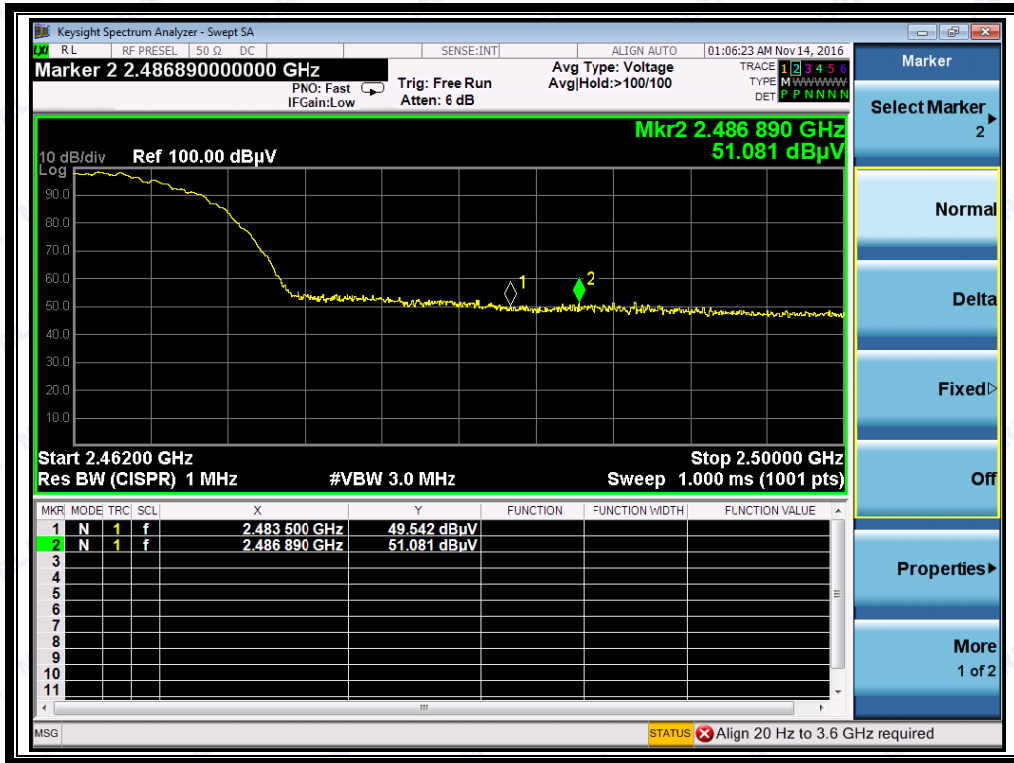 Keysight Spectrum Analyzer - Swept SA
LXI RL RF PRESEL 50 Ω DC SENSE:INT ALIGN AUTO 01:06:23 AM Nov 14, 2016
Marker 2 2.486890000000 GHz
PNO: Fast
IFGain:Low
Trig: Free Run
Atten: 6 dB
Avg Type: Voltage
Avg|Hold:>100/100
TRACE 1 2 3 4 5 6
TYPE M W W W W W
DET P P N N N N
Mkr2 2.486 890 GHz
51.081 dBµV
10 dB/div Ref 100.00 dBµV
Log
90.0
80.0
70.0
60.0
50.0
40.0
30.0
20.0
10.0
1
2
Start 2.46200 GHz Stop 2.50000 GHz
Res BW (CISPR) 1 MHz #VBW 3.0 MHz Sweep 1.000 ms (1001 pts)
MKR MODE TRC SCL X Y FUNCTION FUNCTION WIDTH FUNCTION VALUE
1 N 1 f 2.483 500 GHz 49.542 dBµV
2 N 1 f 2.486 890 GHz 51.081 dBµV
3
4
5
6
7
8
9
10
11
MSG STATUS Align 20 Hz to 3.6 GHz required
Marker
Select Marker
2
Normal
Delta
Fixed
Off
Properties
More
1 of 2